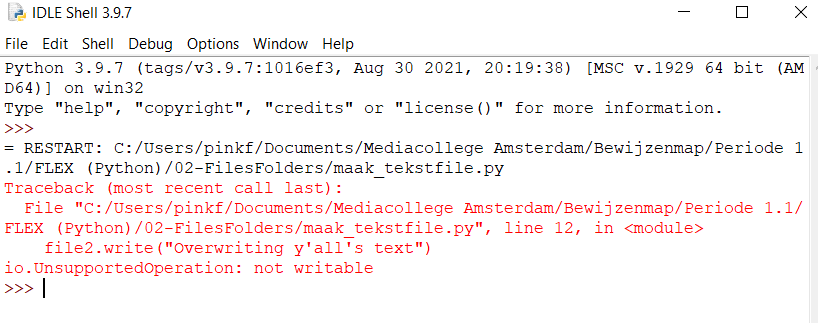 IDLE Shell 3.9.7
File Edit Shell Debug Options Window Help
Python 3.9.7 (tags/v3.9.7:1016ef3, Aug 30 2021, 20:19:38) [MSC v.1929 64 bit (AM
D64)] on win32
Type "help", "copyright", "credits" or "license()" for more information.
>>>
= RESTART: C:/Users/pinkf/Documents/Mediacollege Amsterdam/Bewijzenmap/Periode 1
.1/FLEX (Python)/02-FilesFolders/maak_tekstfile.py
Traceback (most recent call last):
  File "C:/Users/pinkf/Documents/Mediacollege Amsterdam/Bewijzenmap/Periode 1.1/
FLEX (Python)/02-FilesFolders/maak_tekstfile.py", line 12, in <module>
    file2.write("Overwriting y'all's text")
io.UnsupportedOperation: not writable
>>>